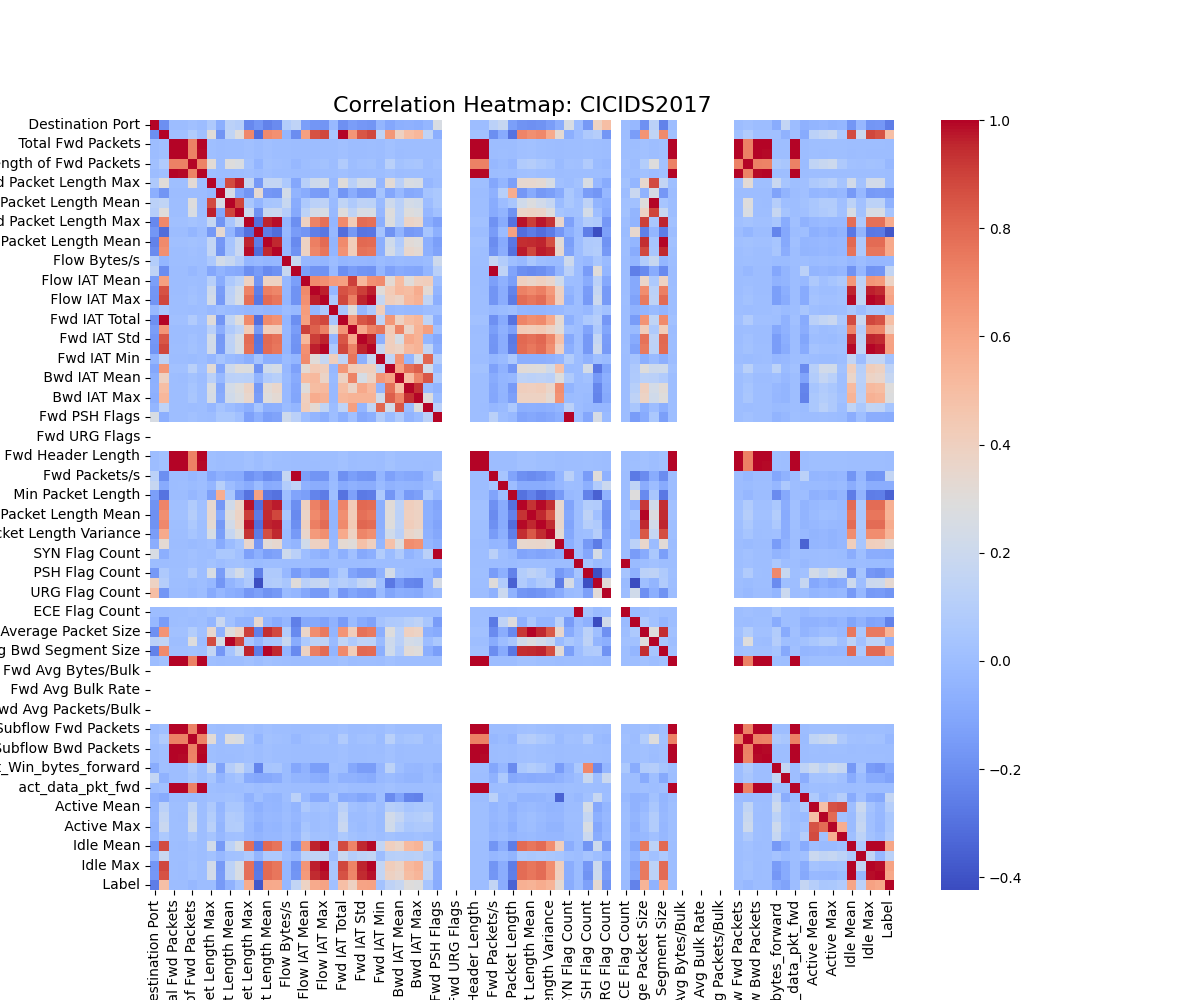 Correlation Heatmap: CICIDS2017
Destination Port
Total Fwd Packets
ength of Fwd Packets
d Packet Length Max
Packet Length Mean
d Packet Length Max
Packet Length Mean
Flow Bytes/s
Flow IAT Mean
Flow IAT Max
Fwd IAT Total
Fwd IAT Std
Fwd IAT Min
Bwd IAT Mean
Bwd IAT Max
Fwd PSH Flags
Fwd URG Flags
Fwd Header Length
Fwd Packets/s
Min Packet Length
Packet Length Mean
cket Length Variance
SYN Flag Count
PSH Flag Count
URG Flag Count
ECE Flag Count
Average Packet Size
g Bwd Segment Size
Fwd Avg Bytes/Bulk
Fwd Avg Bulk Rate
wd Avg Packets/Bulk
Subflow Fwd Packets
Subflow Bwd Packets
t_Win_bytes_forward
act_data_pkt_fwd
Active Mean
Active Max
Idle Mean
Idle Max
Label
estination Port
al Fwd Packets
of Fwd Packets
et Length Max
t Length Mean
et Length Max
t Length Mean
Flow Bytes/s
Flow IAT Mean
Flow IAT Max
Fwd IAT Total
Fwd IAT Std
Fwd IAT Min
Bwd IAT Mean
Bwd IAT Max
Fwd PSH Flags
Fwd URG Flags
Header Length
Fwd Packets/s
Packet Length
et Length Mean
ength Variance
YN Flag Count
SH Flag Count
RG Flag Count
CE Flag Count
ge Packet Size
Segment Size
Avg Bytes/Bulk
Avg Bulk Rate
g Packets/Bulk
w Fwd Packets
w Bwd Packets
bytes_forward
_data_pkt_fwd
Active Mean
Active Max
Idle Mean
Idle Max
Label
1.0
0.8
0.6
0.4
0.2
0.0
−0.2
−0.4